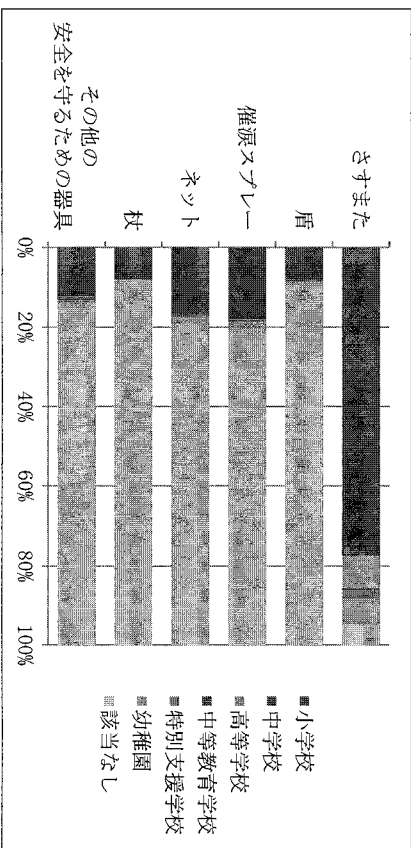 さすまた
盾
催涙スプレー
ネット
杖
その他の
安全を守るための器具
0%
20%
40%
60%
80%
100%
■小学校
■中学校
■高等学校
■中等教育学校
■特別支援学校
■幼稚園
■該当なし